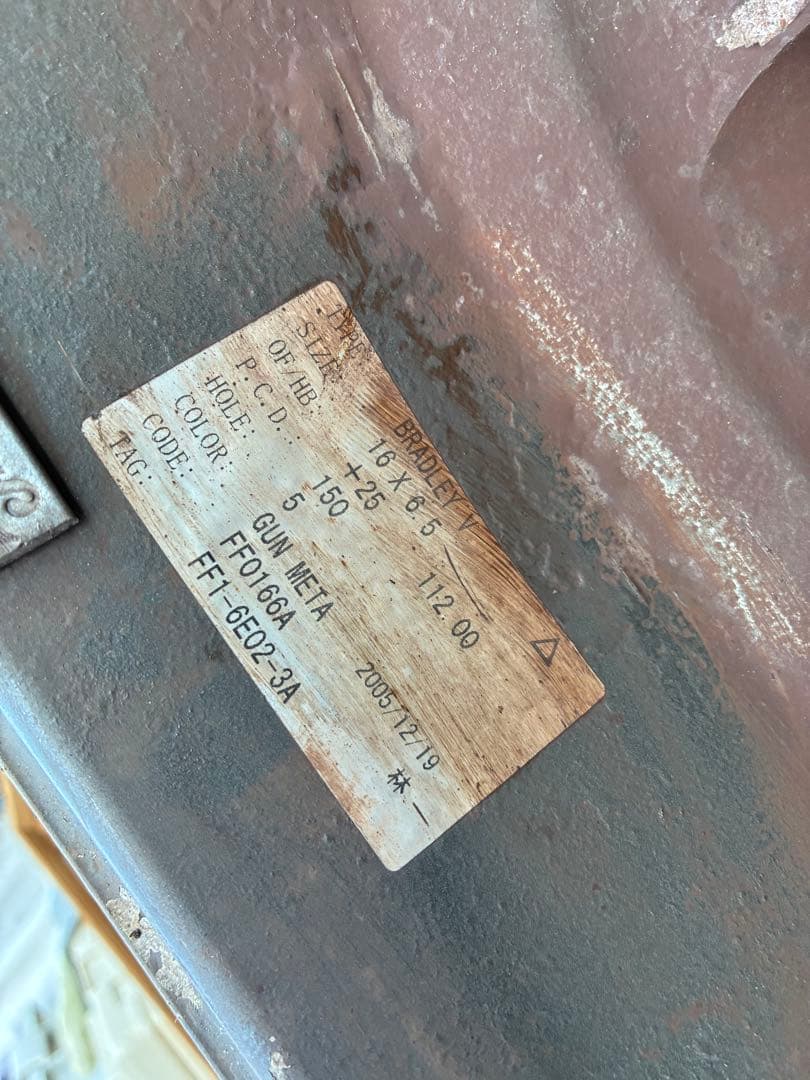 TYPE: BRADLEY V
SIZE: 16 X 6.5
OF/HB: +25 112.00
P.C.D.: 150
HOLE: 5
COLOR: GUN META
CODE: FF0166A 2005/12/19
TAG: FF1-6E02-3A 林一